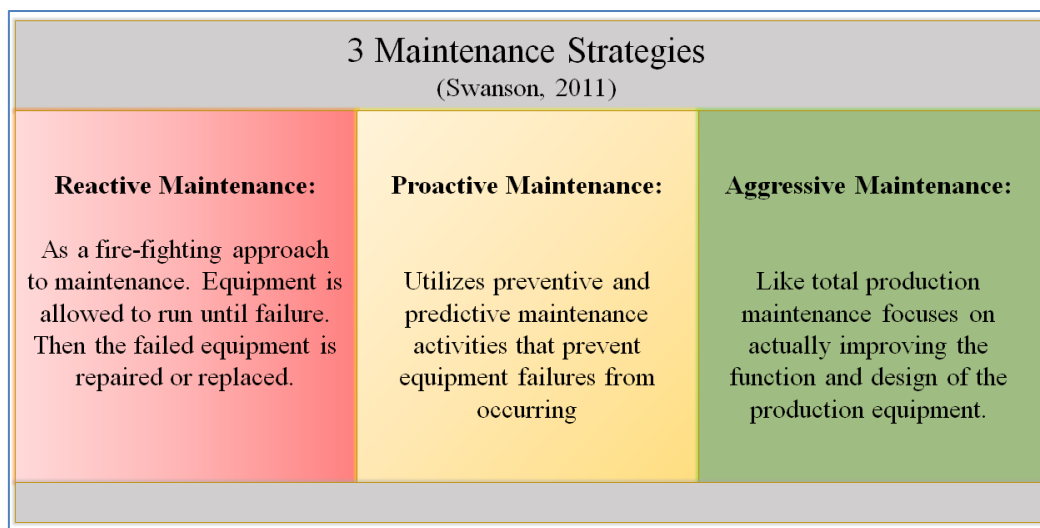 3 Maintenance Strategies
(Swanson, 2011)
Reactive Maintenance:
As a fire-fighting approach
to maintenance. Equipment is
allowed to run until failure.
Then the failed equipment is
repaired or replaced.
Proactive Maintenance:
Utilizes preventive and
predictive maintenance
activities that prevent
equipment failures from
occurring
Aggressive Maintenance:
Like total production
maintenance focuses on
actually improving the
function and design of the
production equipment.